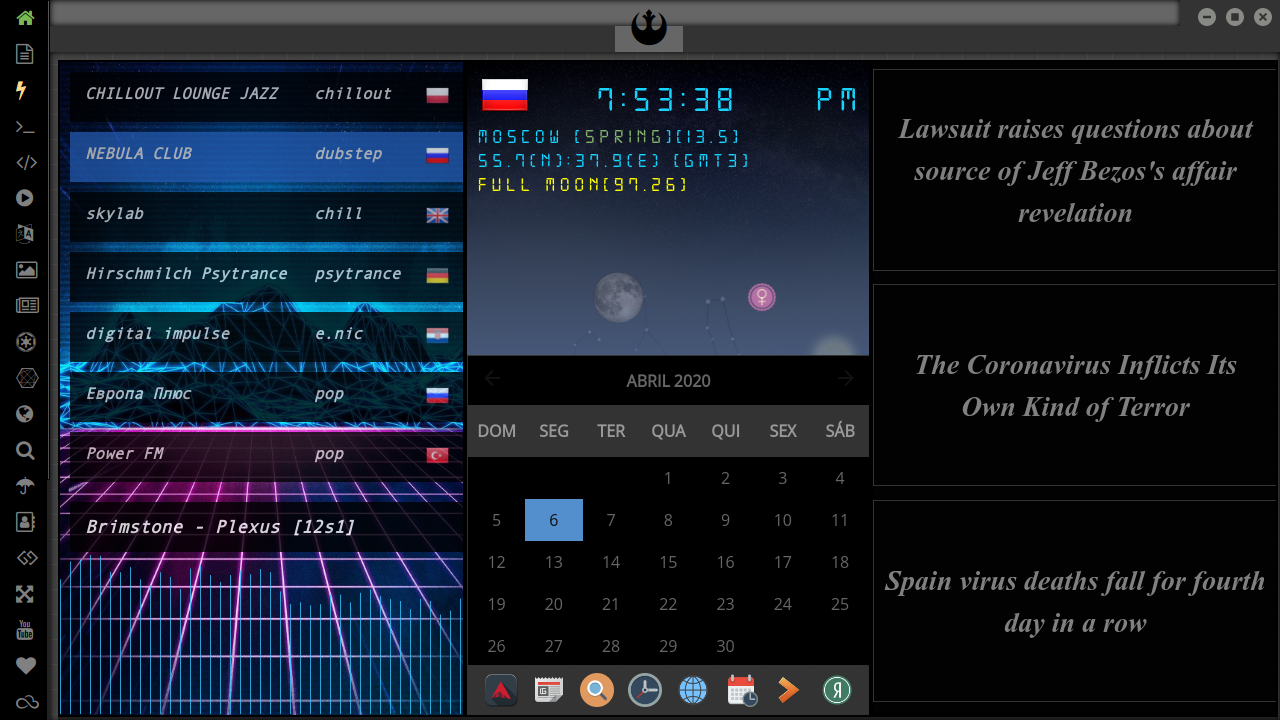 CHILLOUT LOUNGE JAZZ chillout
NEBULA CLUB dubstep
skylab chill
Hirschmilch Psytrance psytrance
digital impulse e.nic
Европа Плюс pop
Power FM pop
Brimstone - Plexus [12s1]
7:53:38 PM
MOSCOW [SPRING][13.5]
55.7(N):37.9(E) [GMT3]
FULL MOON[97.26]
ABRIL 2020
DOM SEG TER QUA QUI SEX SÁB
1 2 3 4
5 6 7 8 9 10 11
12 13 14 15 16 17 18
19 20 21 22 23 24 25
26 27 28 29 30
Я
Lawsuit raises questions about
source of Jeff Bezos's affair
revelation
The Coronavirus Inflicts Its
Own Kind of Terror
Spain virus deaths fall for fourth
day in a row
You
Tube